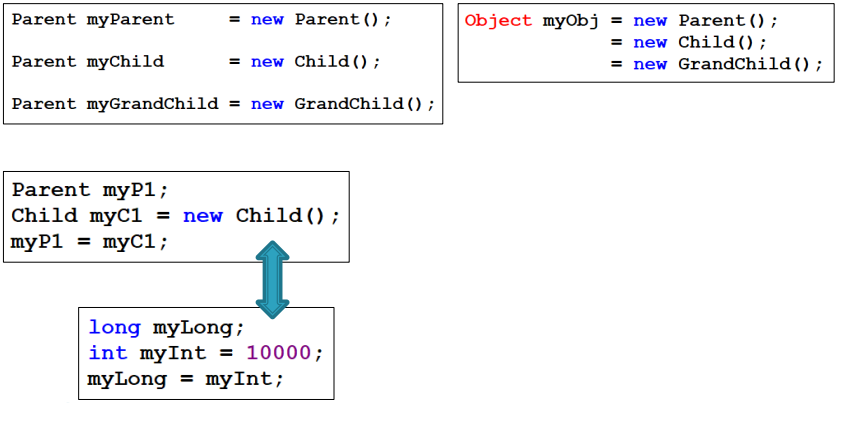 Parent myParent     = new Parent();
Parent myChild      = new Child();
Parent myGrandChild = new GrandChild();
Object myObj = new Parent();
             = new Child();
             = new GrandChild();
Parent myP1;
Child myC1 = new Child();
myP1 = myC1;
long myLong;
int myInt = 10000;
myLong = myInt;